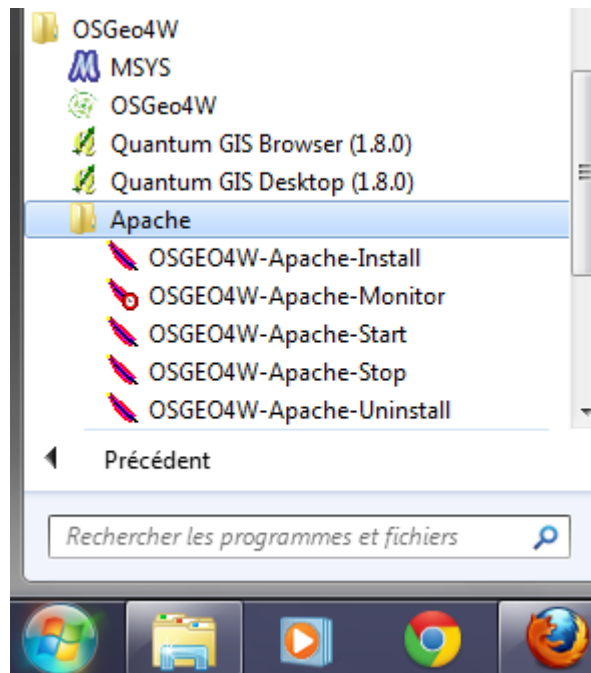 OSGeo4W
MSYS
OSGeo4W
Quantum GIS Browser (1.8.0)
Quantum GIS Desktop (1.8.0)
Apache
OSGEO4W-Apache-Install
OSGEO4W-Apache-Monitor
OSGEO4W-Apache-Start
OSGEO4W-Apache-Stop
OSGEO4W-Apache-Uninstall
Précédent
Rechercher les programmes et fichiers